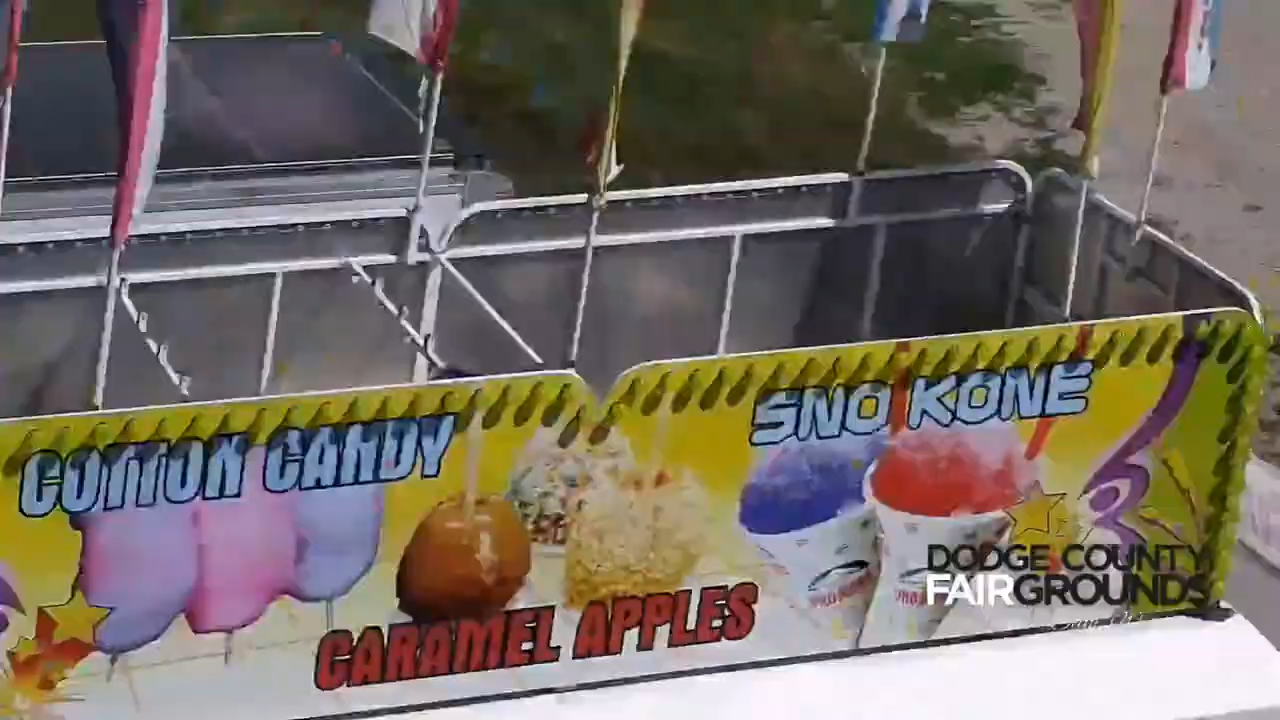 COTTON CANDY
CARAMEL APPLES
SNO KONE
DODGE COUNTY
FAIRGROUNDS